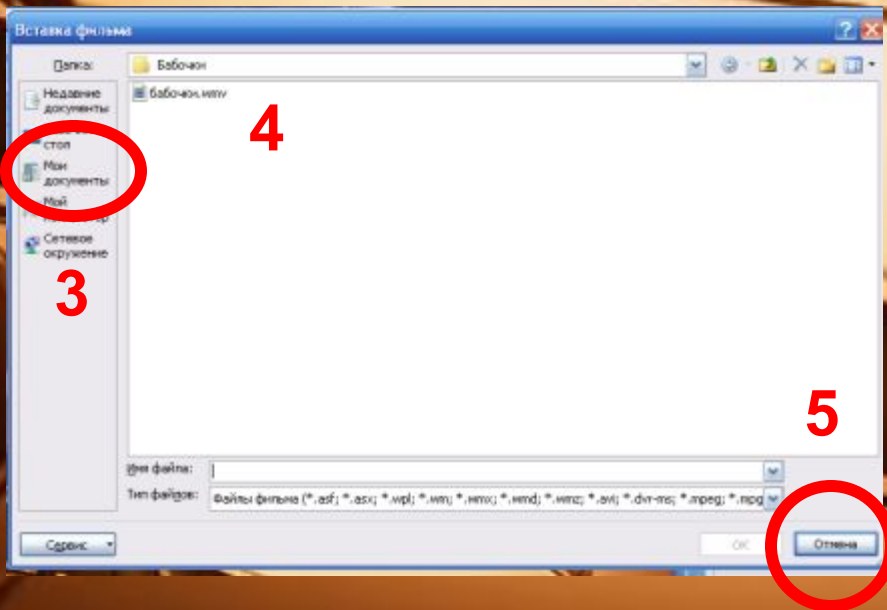 Вставка фильма
Папка:
Бабочки
Недавние
документы
бабочки.wmv
4
стол
Мои
документы
Мой
Сетевое
окружение
3
5
Имя файла:
Тип файлов:
Файлы фильма (*.asf; *.asx; *.wpl; *.wm; *.wmx; *.wmd; *.wmz; *.avi; *.dvr-ms; *.mpeg; *.mpg
Сервис
ОК
Отмена